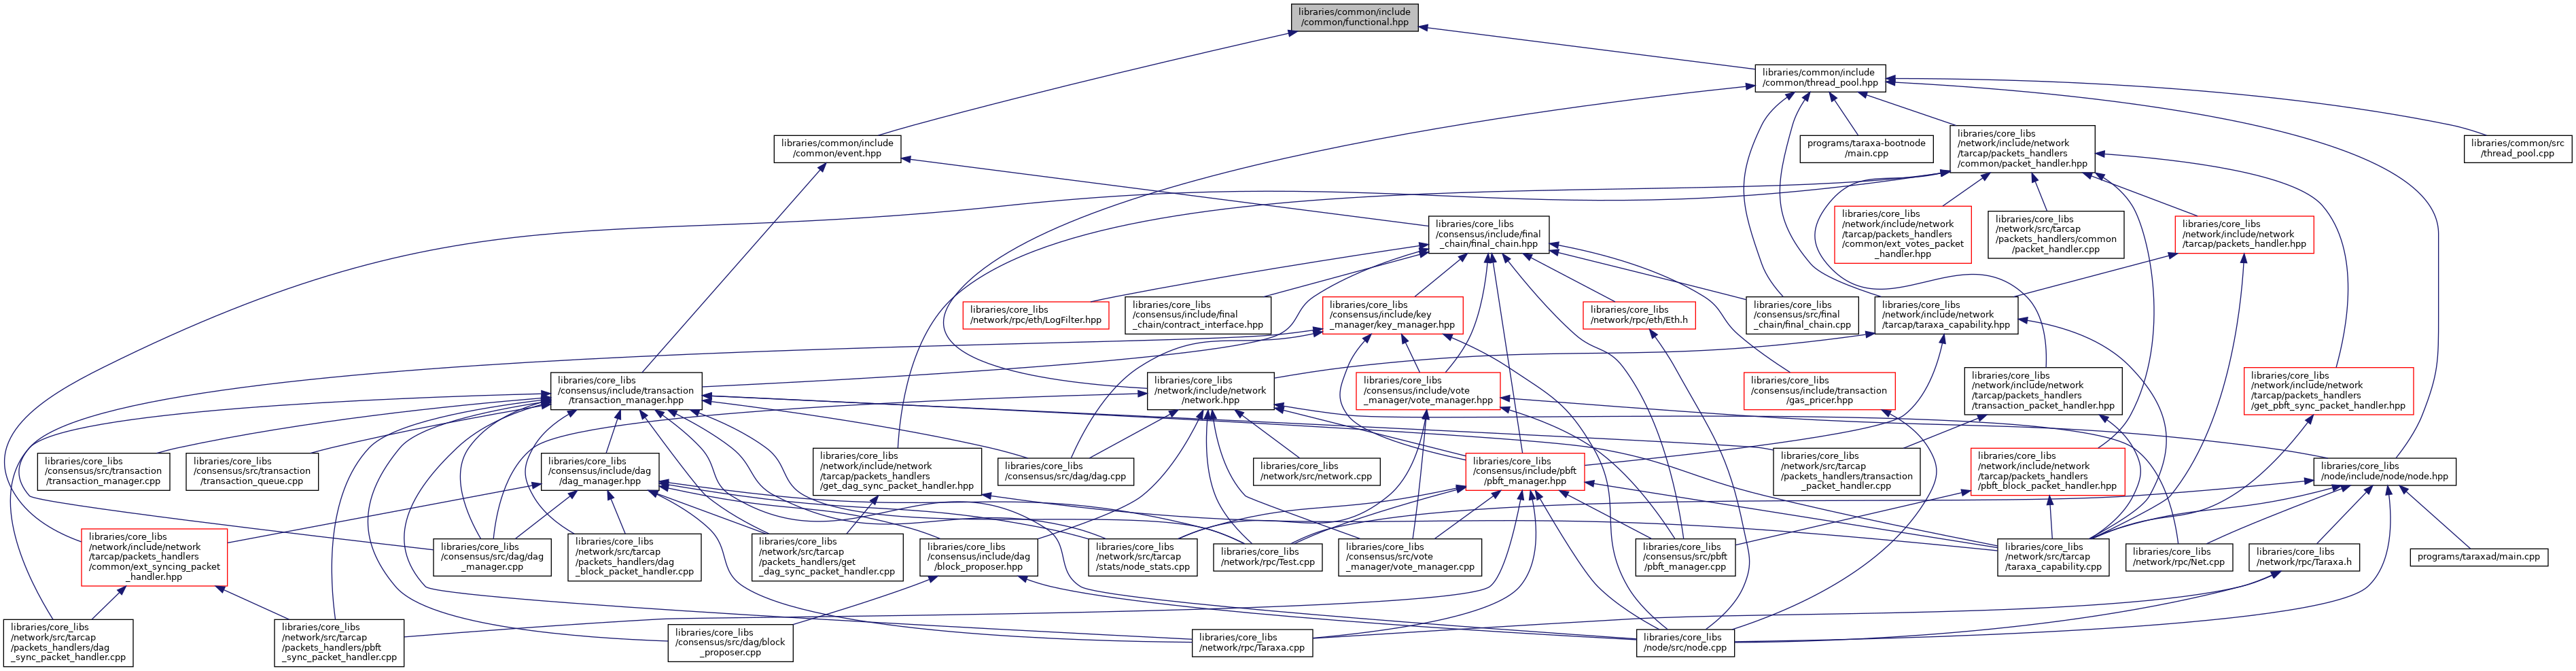 libraries/common/include
/common/functional.hpp
libraries/common/include
/common/thread_pool.hpp
libraries/common/include
/common/event.hpp
programs/taraxa-bootnode
/main.cpp
libraries/core_libs
/network/include/network
/tarcap/packets_handlers
/common/packet_handler.hpp
libraries/common/src
/thread_pool.cpp
libraries/core_libs
/consensus/include/final
_chain/final_chain.hpp
libraries/core_libs
/network/include/network
/tarcap/packets_handlers
/common/ext_votes_packet
_handler.hpp
libraries/core_libs
/network/src/tarcap
/packets_handlers/common
/packet_handler.cpp
libraries/core_libs
/network/include/network
/tarcap/packets_handler.hpp
libraries/core_libs
/network/rpc/eth/LogFilter.hpp
libraries/core_libs
/consensus/include/final
_chain/contract_interface.hpp
libraries/core_libs
/consensus/include/key
_manager/key_manager.hpp
libraries/core_libs
/network/rpc/eth/Eth.h
libraries/core_libs
/consensus/src/final
_chain/final_chain.cpp
libraries/core_libs
/network/include/network
/tarcap/taraxa_capability.hpp
libraries/core_libs
/consensus/include/transaction
/transaction_manager.hpp
libraries/core_libs
/network/include/network
/network.hpp
libraries/core_libs
/consensus/include/vote
_manager/vote_manager.hpp
libraries/core_libs
/consensus/include/transaction
/gas_pricer.hpp
libraries/core_libs
/network/include/network
/tarcap/packets_handlers
/transaction_packet_handler.hpp
libraries/core_libs
/network/include/network
/tarcap/packets_handlers
/get_pbft_sync_packet_handler.hpp
libraries/core_libs
/consensus/src/transaction
/transaction_manager.cpp
libraries/core_libs
/consensus/src/transaction
/transaction_queue.cpp
libraries/core_libs
/consensus/include/dag
/dag_manager.hpp
libraries/core_libs
/network/include/network
/tarcap/packets_handlers
/get_dag_sync_packet_handler.hpp
libraries/core_libs
/consensus/src/dag/dag.cpp
libraries/core_libs
/network/src/network.cpp
libraries/core_libs
/consensus/include/pbft
/pbft_manager.hpp
libraries/core_libs
/network/src/tarcap
/packets_handlers/transaction
_packet_handler.cpp
libraries/core_libs
/network/include/network
/tarcap/packets_handlers
/pbft_block_packet_handler.hpp
libraries/core_libs
/node/include/node/node.hpp
libraries/core_libs
/network/include/network
/tarcap/packets_handlers
/common/ext_syncing_packet
_handler.hpp
libraries/core_libs
/consensus/src/dag/dag
_manager.cpp
libraries/core_libs
/network/src/tarcap
/packets_handlers/dag
_block_packet_handler.cpp
libraries/core_libs
/network/src/tarcap
/packets_handlers/get
_dag_sync_packet_handler.cpp
libraries/core_libs
/consensus/include/dag
/block_proposer.hpp
libraries/core_libs
/network/src/tarcap
/stats/node_stats.cpp
libraries/core_libs
/network/rpc/Test.cpp
libraries/core_libs
/consensus/src/vote
_manager/vote_manager.cpp
libraries/core_libs
/consensus/src/pbft
/pbft_manager.cpp
libraries/core_libs
/network/src/tarcap
/taraxa_capability.cpp
libraries/core_libs
/network/rpc/Net.cpp
libraries/core_libs
/network/rpc/Taraxa.h
programs/taraxad/main.cpp
libraries/core_libs
/network/src/tarcap
/packets_handlers/dag
_sync_packet_handler.cpp
libraries/core_libs
/network/src/tarcap
/packets_handlers/pbft
_sync_packet_handler.cpp
libraries/core_libs
/consensus/src/dag/block
_proposer.cpp
libraries/core_libs
/network/rpc/Taraxa.cpp
libraries/core_libs
/node/src/node.cpp